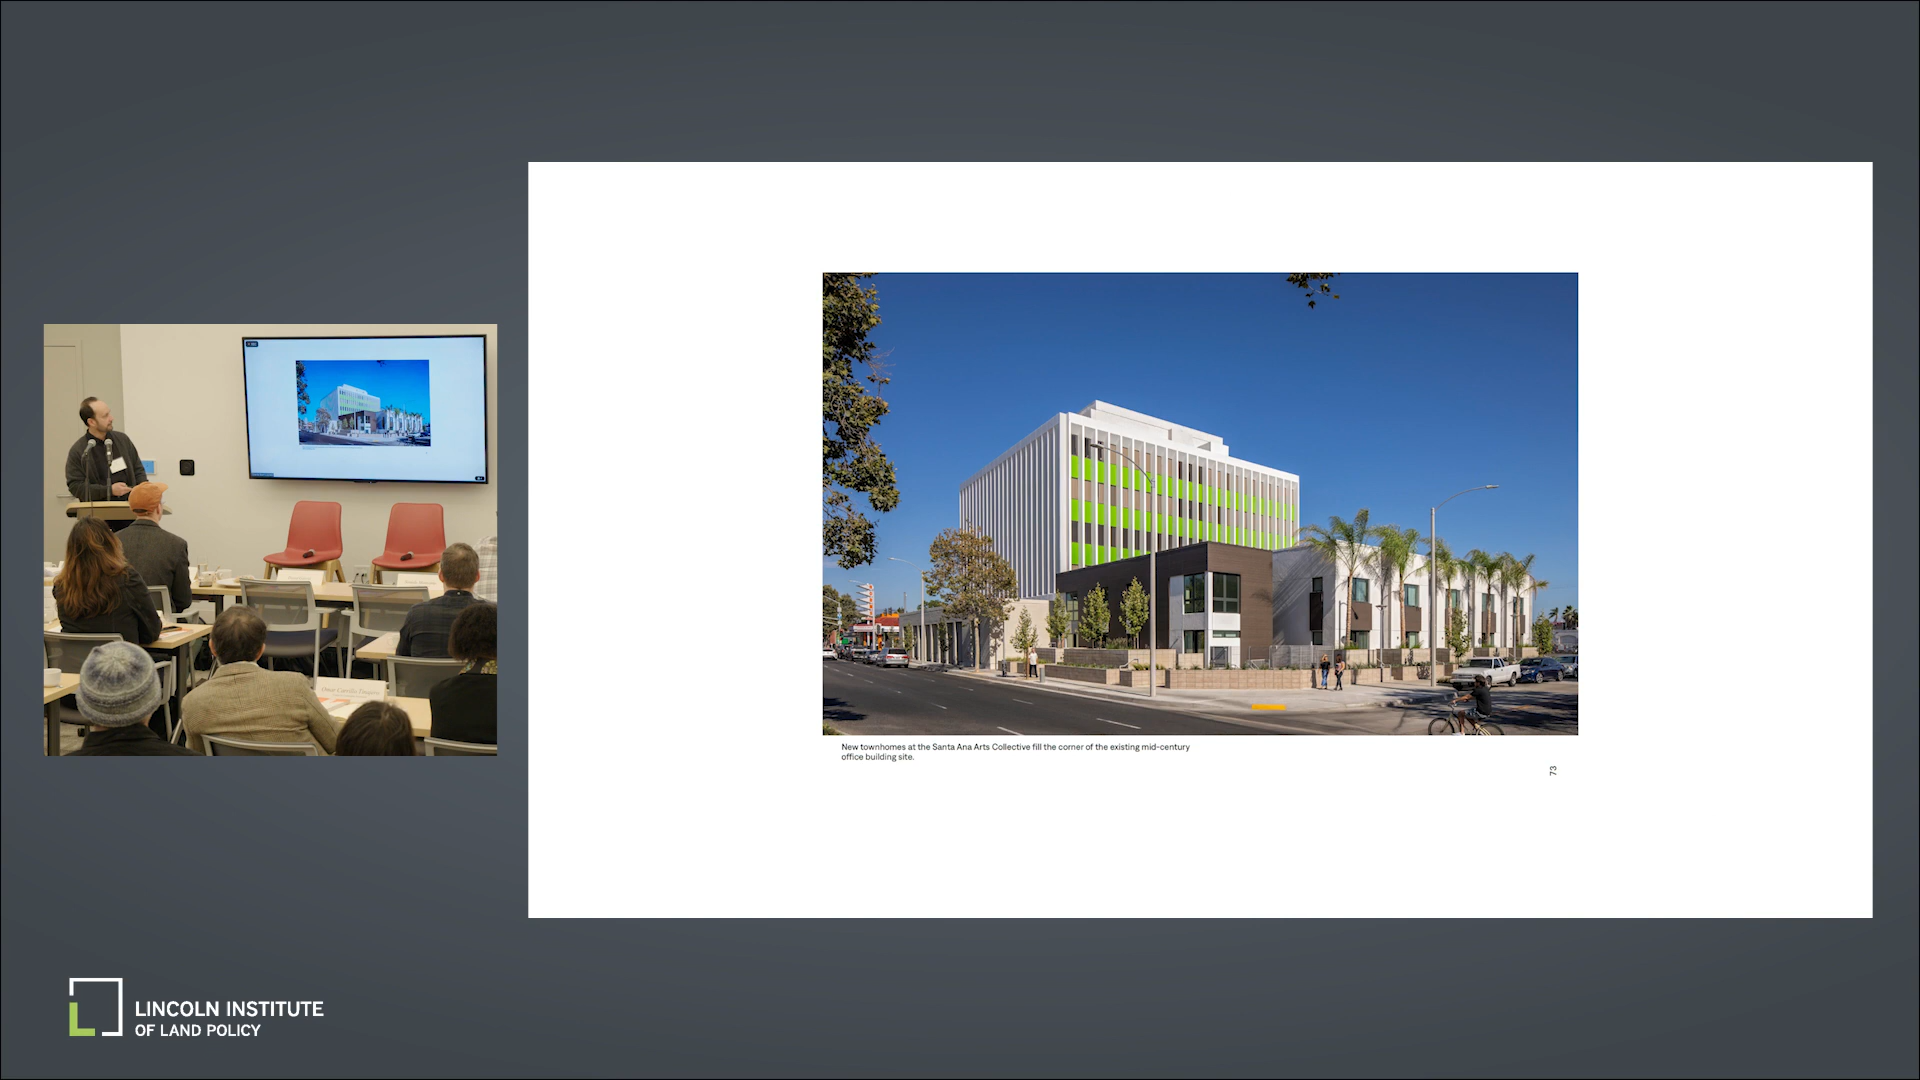 New townhomes at the Santa Ana Arts Collective fill the corner of the existing mid-century
office building site.
73
LINCOLN INSTITUTE
OF LAND POLICY